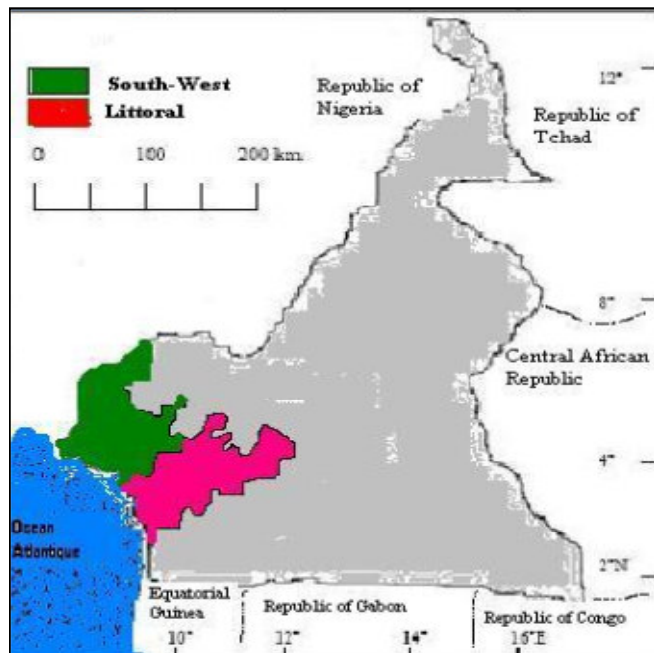 South-West
Littoral
0 100 200 km.
Republic of
Nigeria
Republic of
Tchad
12°
8°
Central African
Republic
4°
Ocean
Atlantique
2°N
Equatorial
Guinea
Republic of Gabon
Republic of Congo
10° 12° 14° 16°E